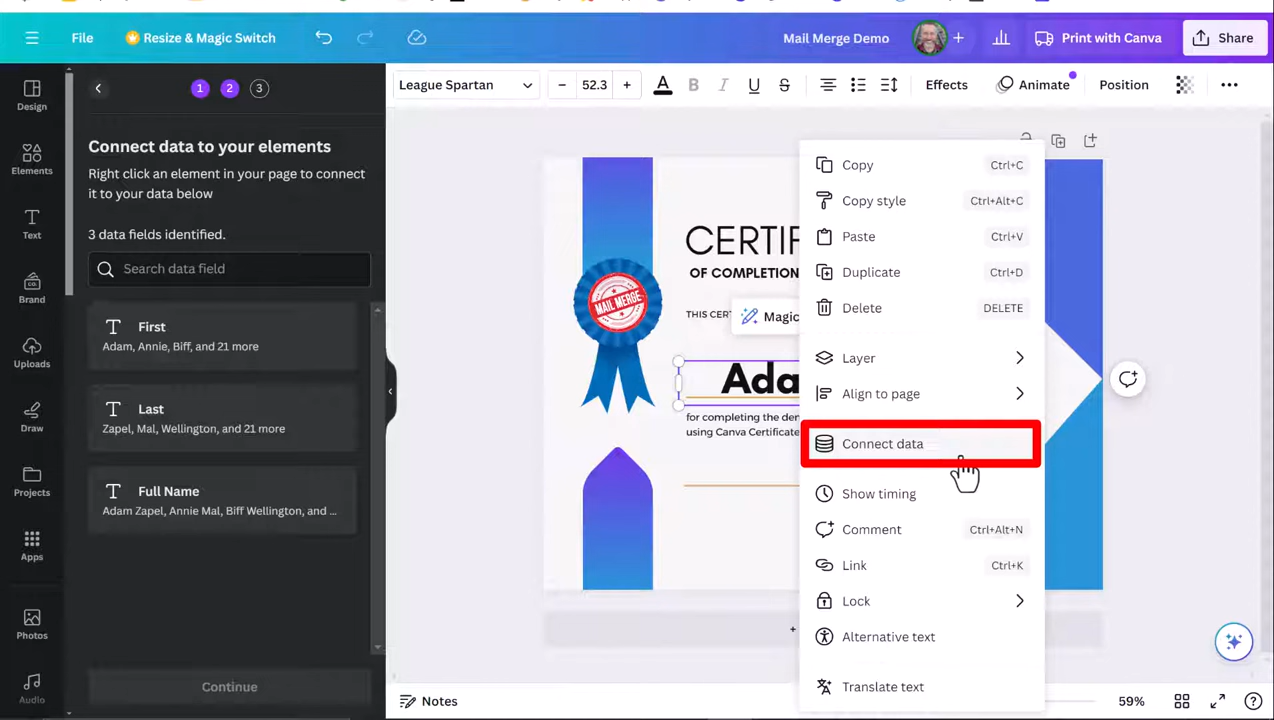 File
Resize & Magic Switch
Mail Merge Demo
Print with Canva
Share
Design
Elements
Text
Brand
CO.
Uploads
Draw
Projects
Apps
Photos
Audio
1 2 3
Connect data to your elements
Right click an element in your page to connect
it to your data below
3 data fields identified.
Search data field
First
Adam, Annie, Biff, and 21 more
Last
Zapel, Mal, Wellington, and 21 more
Full Name
Adam Zapel, Annie Mal, Biff Wellington, and ...
Continue
League Spartan
– 52.3 +
A B I U S
Effects
Animate
Position
CERTIF
OF COMPLETION
MAIL MERGE
THIS CERT
Magic
Ada
for completing the den
using Canva Certificate
Copy Ctrl+C
Copy style Ctrl+Alt+C
Paste Ctrl+V
Duplicate Ctrl+D
Delete DELETE
Layer
Align to page
Connect data
Show timing
Comment Ctrl+Alt+N
Link Ctrl+K
Lock
Alternative text
Translate text
Notes
59%